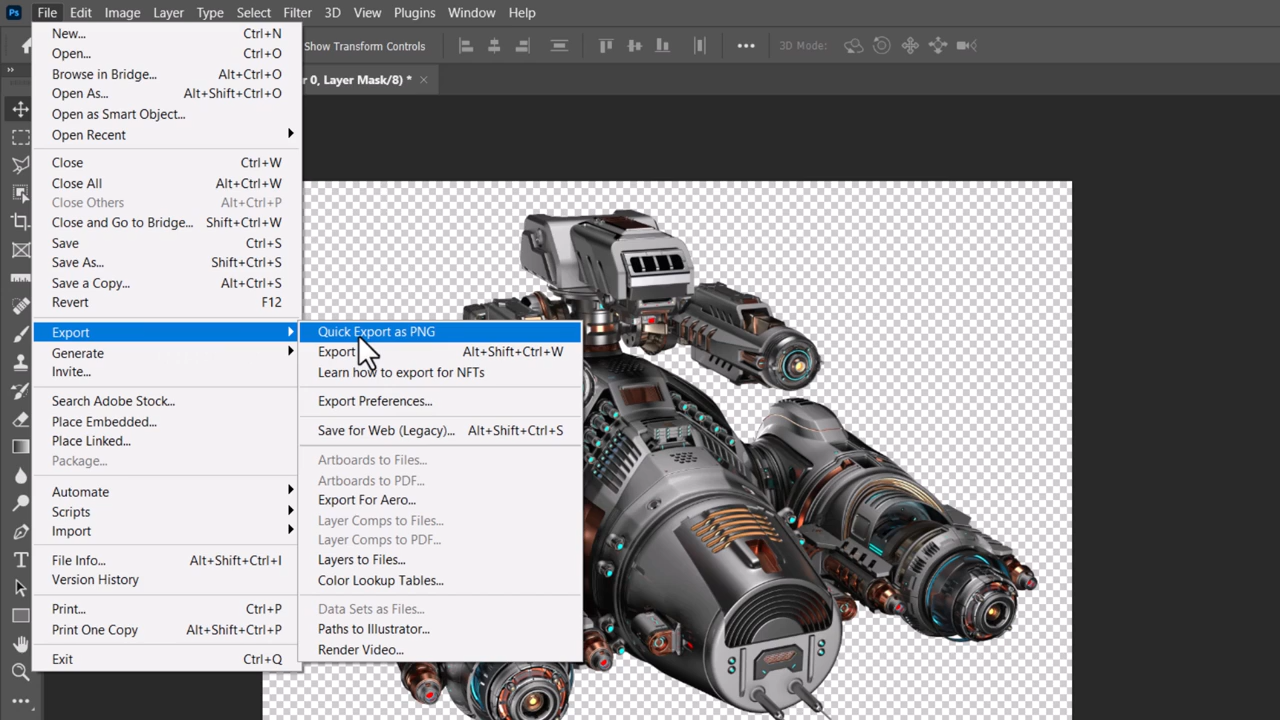 Ps File Edit Image Layer Type Select Filter 3D View Plugins Window Help
Show Transform Controls 3D Mode:
r 0, Layer Mask/8) *
New... Ctrl+N
Open... Ctrl+O
Browse in Bridge... Alt+Ctrl+O
Open As... Alt+Shift+Ctrl+O
Open as Smart Object...
Open Recent
Close Ctrl+W
Close All Alt+Ctrl+W
Close Others Alt+Ctrl+P
Close and Go to Bridge... Shift+Ctrl+W
Save Ctrl+S
Save As... Shift+Ctrl+S
Save a Copy... Alt+Ctrl+S
Revert F12
Export
Generate
Invite...
Search Adobe Stock...
Place Embedded...
Place Linked...
Package...
Automate
Scripts
Import
File Info... Alt+Shift+Ctrl+I
Version History
Print... Ctrl+P
Print One Copy Alt+Shift+Ctrl+P
Exit Ctrl+Q
Quick Export as PNG
Export Alt+Shift+Ctrl+W
Learn how to export for NFTs
Export Preferences...
Save for Web (Legacy)... Alt+Shift+Ctrl+S
Artboards to Files...
Artboards to PDF...
Export For Aero...
Layer Comps to Files...
Layer Comps to PDF...
Layers to Files...
Color Lookup Tables...
Data Sets as Files...
Paths to Illustrator...
Render Video...